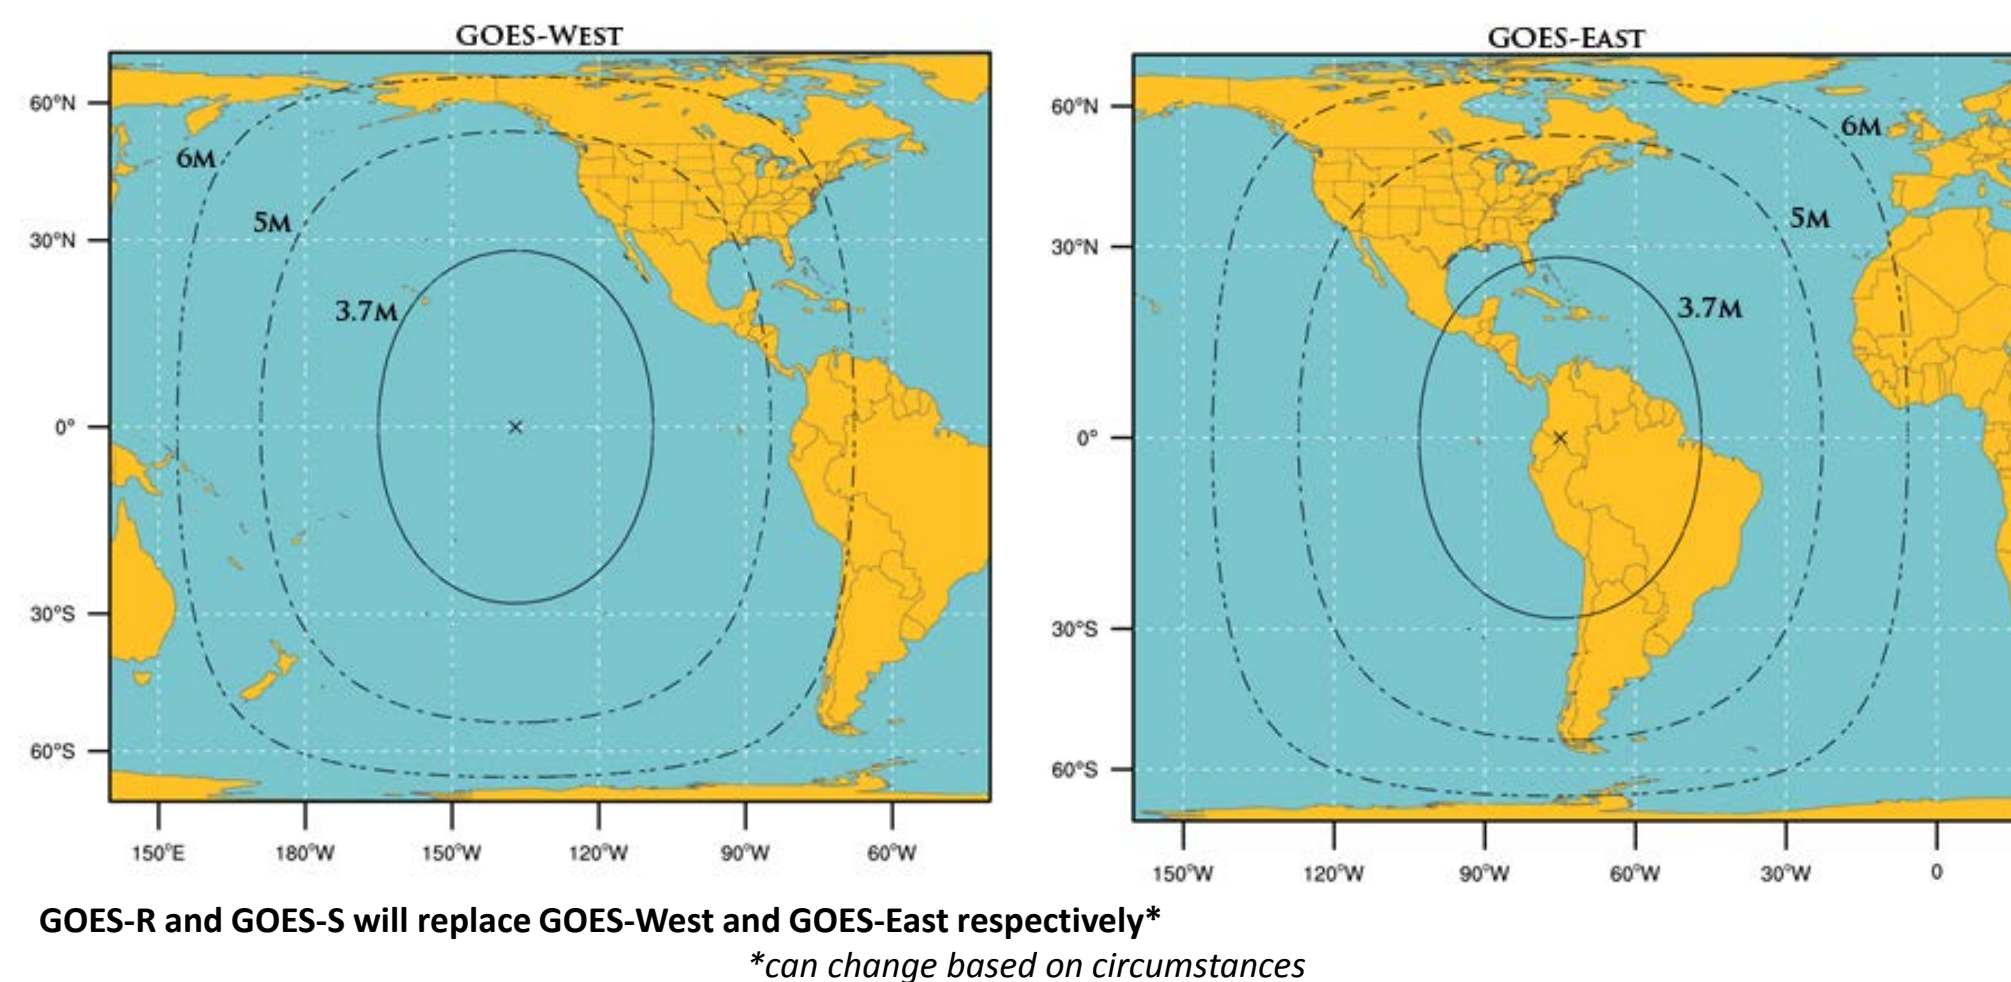 GOES-WEST
60°N
30°N
0°
30°S
60°S
6M
5M
3.7M
150°E 180°W 150°W 120°W 90°W 60°W
GOES-EAST
60°N
30°N
0°
30°S
60°S
6M
5M
3.7M
150°W 120°W 90°W 60°W 30°W 0
GOES-R and GOES-S will replace GOES-West and GOES-East respectively*
*can change based on circumstances